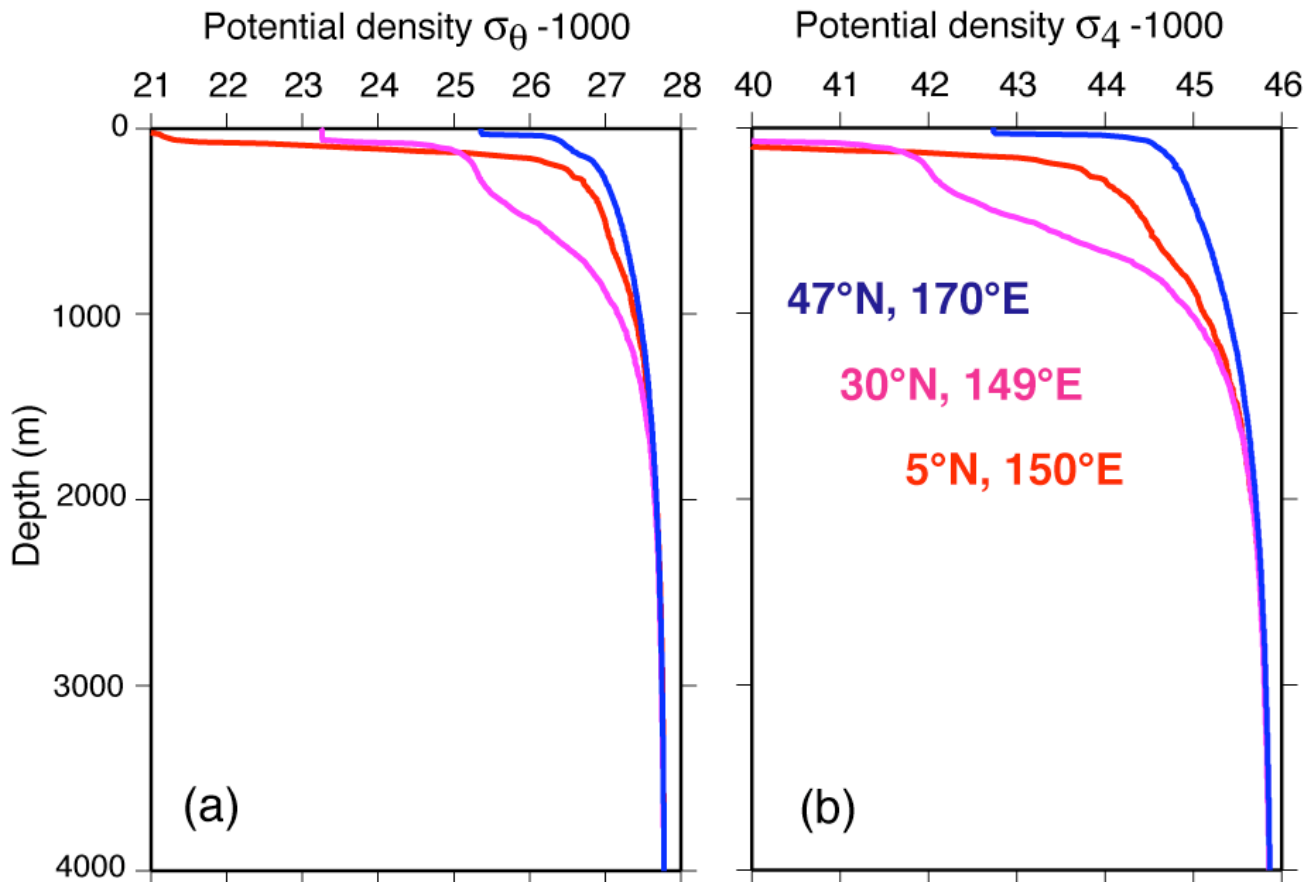 Potential density σθ -1000
Potential density σ4 -1000
21 22 23 24 25 26 27 28
40 41 42 43 44 45 46
0
1000
2000
3000
4000
Depth (m)
47°N, 170°E
30°N, 149°E
5°N, 150°E
(a)
(b)